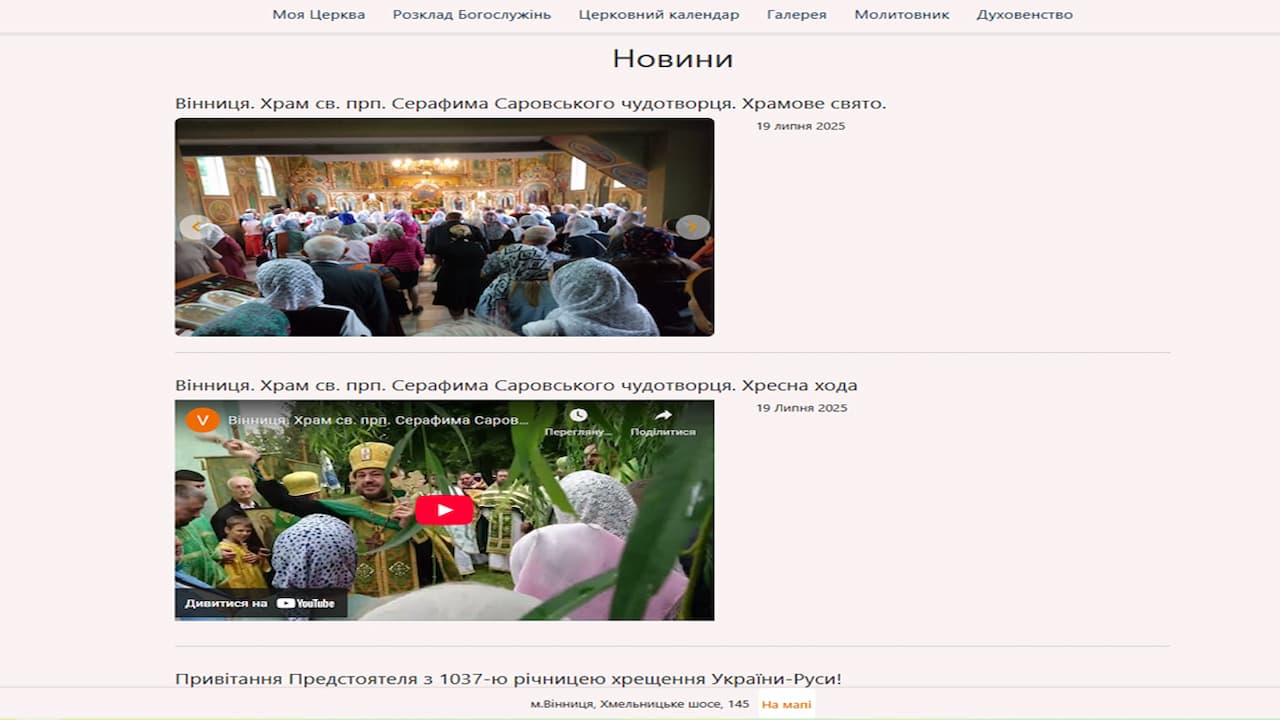 Моя Церква Розклад Богослужінь Церковний календар Галерея Молитовник Духовенство
Новини
Вінниця. Храм св. прп. Серафима Саровського чудотворця. Храмове свято.
19 липня 2025
Вінниця. Храм св. прп. Серафима Саровського чудотворця. Хресна хода
19 Липня 2025
V Вінниця. Храм св. прп. Серафима Саров...
Перегляну... Поділитися
Дивитися на YouTube
Привітання Предстоятеля з 1037-ю річницею хрещення України-Руси!
м.Вінниця, Хмельницьке шосе, 145 На мапі